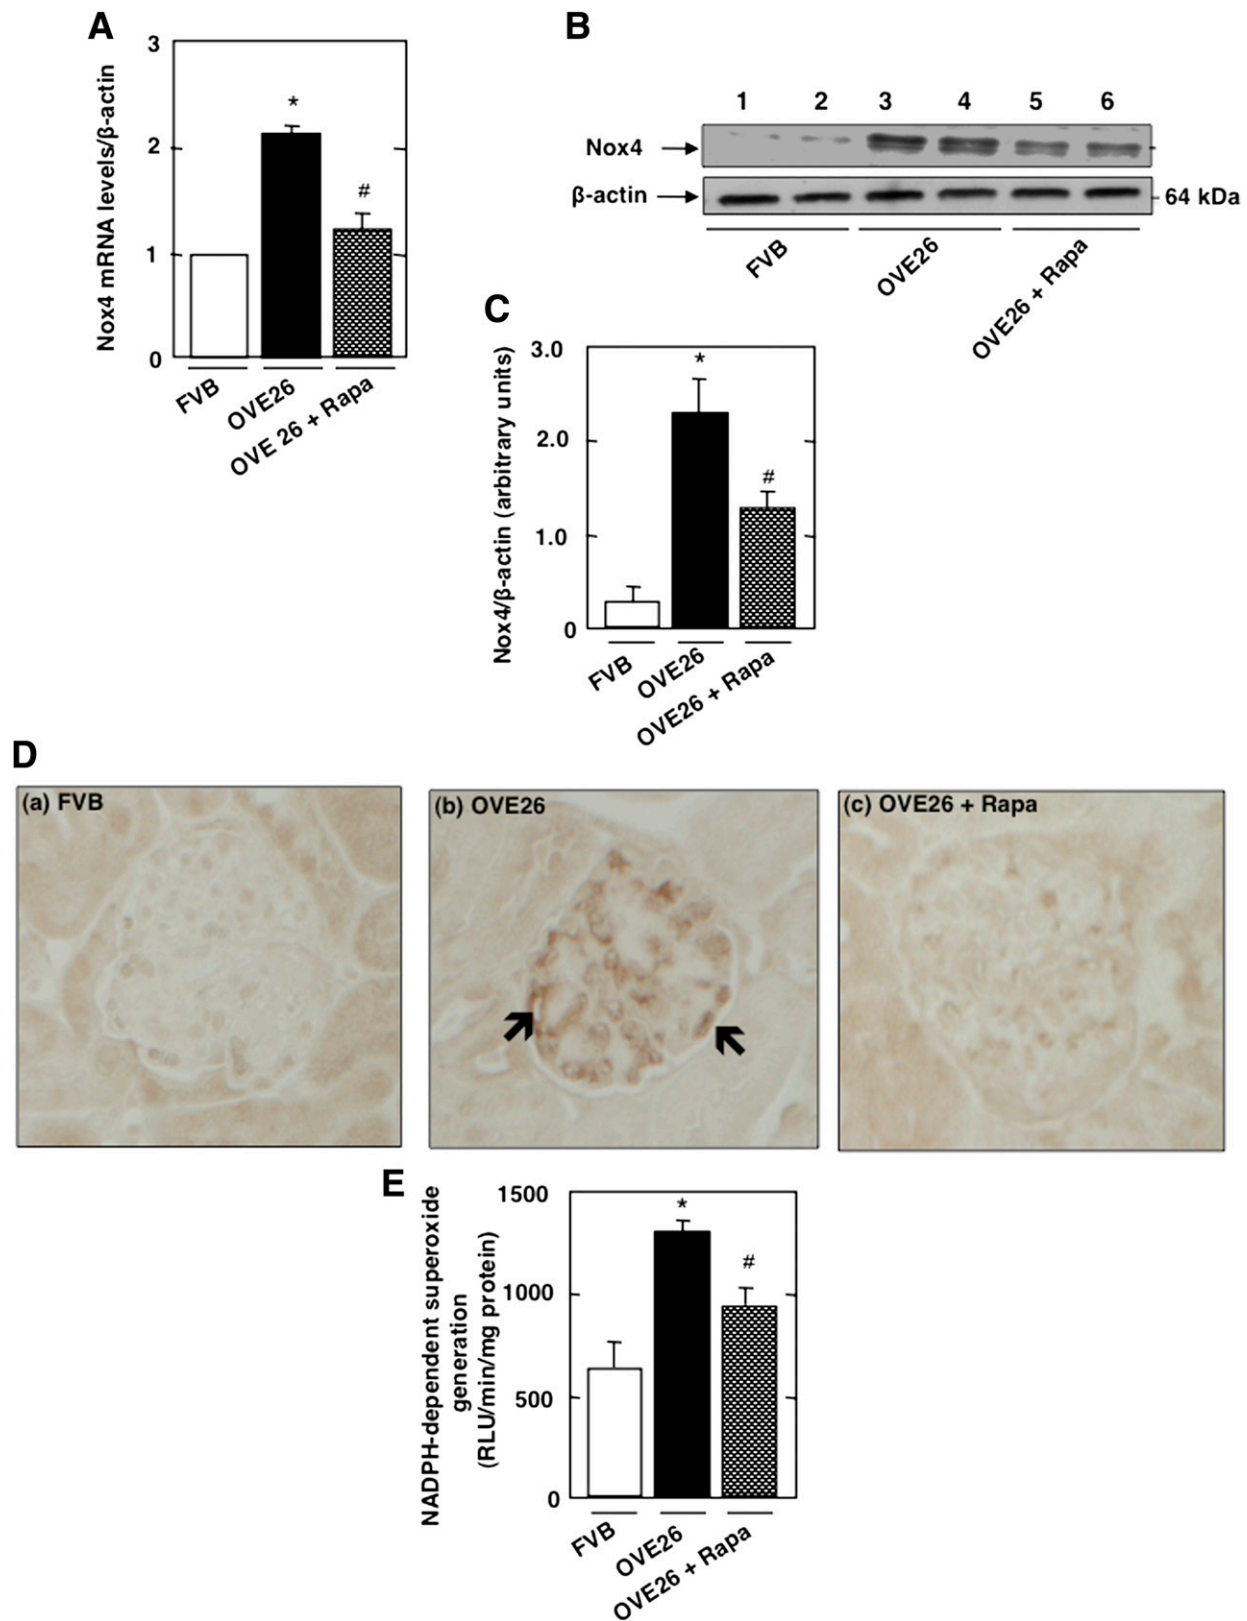 A
3
2
1
0
Nox4 mRNA levels/β-actin
*
#
FVB
OVE26
OVE 26 + Rapa
B
1 2 3 4 5 6
Nox4
β-actin
64 kDa
FVB
OVE26
OVE26 + Rapa
C
3.0
2.0
1.0
0
Nox4/β-actin (arbitrary units)
*
#
FVB
OVE26
OVE26 + Rapa
D
(a) FVB
(b) OVE26
(c) OVE26 + Rapa
E
1500
1000
500
0
NADPH-dependent superoxide
generation
(RLU/min/mg protein)
*
#
FVB
OVE26
OVE26 + Rapa